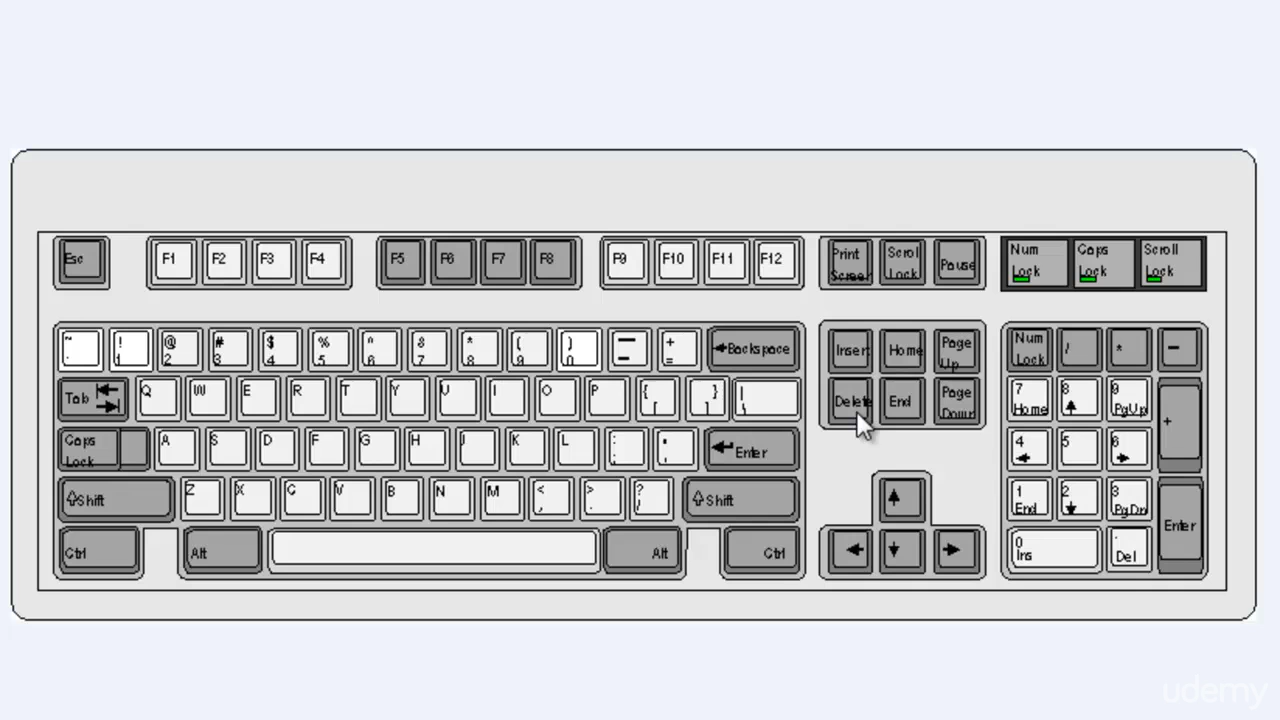 Esc F1 F2 F3 F4 F5 F6 F7 F8 F9 F10 F11 F12
Print Screen
Scrol Lock
Pause
Num Lock
Caps Lock
Scroll Lock
~ ! 1 @ 2 # 3 $ 4 % 5 ^ 6 & 7 * 8 ( 9 ) 0 — - + = Backspace
Insert Home
Page Up
Num Lock
/ * -
Tab Q W E R T Y U I O P { [ } ] | \
Delete End
Page Down
7 Home 8 9 PgUp +
Caps Lock
A S D F G H J K L : ; Enter
4 5 6
Shift Z X C V B N M < , > . ? / Shift
1 End 2 3 PgDn Enter
Ctrl Alt Alt Ctrl
0 Ins . Del
udemy